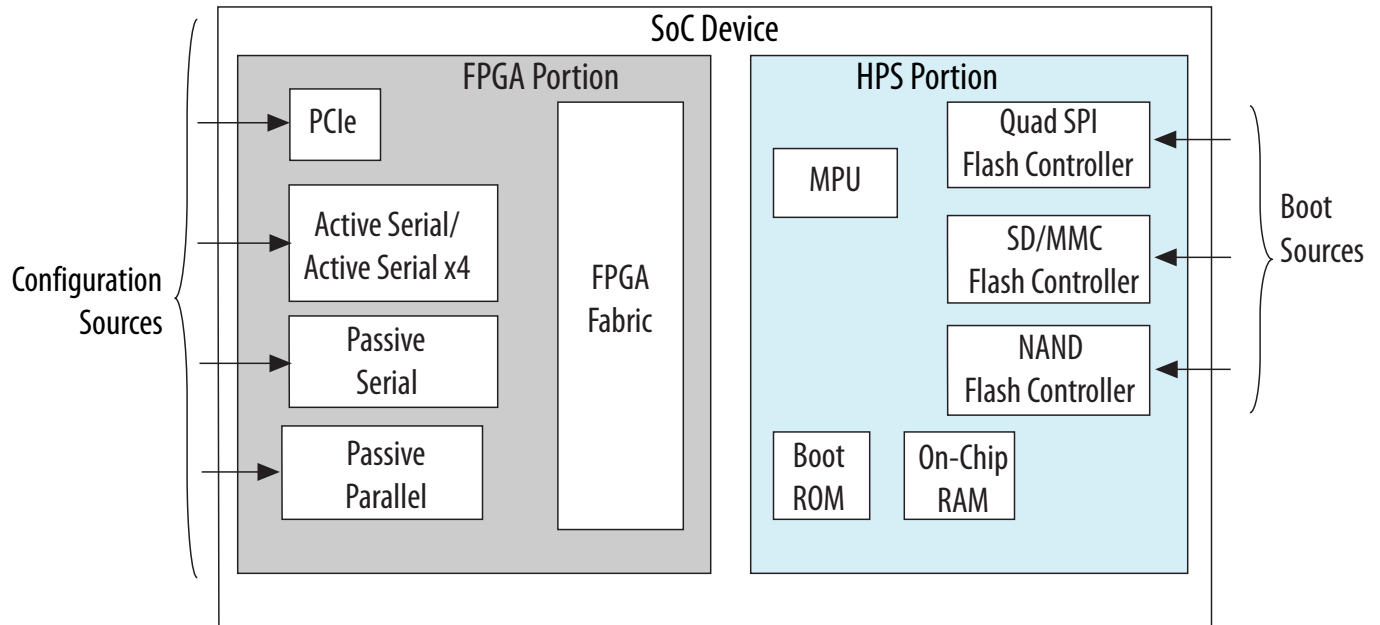 SoC Device
Configuration
Sources
FPGA Portion
PCIe
Active Serial/
Active Serial x4
Passive
Serial
Passive
Parallel
FPGA
Fabric
HPS Portion
MPU
Quad SPI
Flash Controller
SD/MMC
Flash Controller
NAND
Flash Controller
Boot
ROM
On-Chip
RAM
Boot
Sources